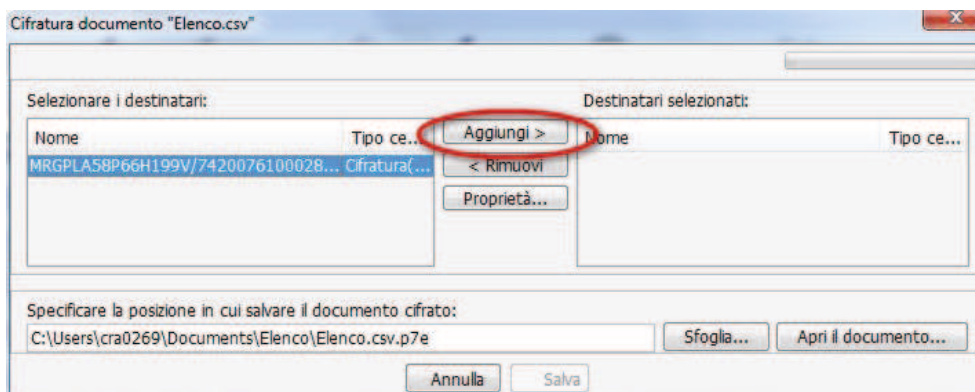 Cifratura documento "Elenco.csv"
Selezionare i destinatari:
Destinatari selezionati:
Nome Tipo ce...
Aggiungi >
Nome Tipo ce...
MRGPLA58P66H199V/7420076100028... Cifratura(...
< Rimuovi
Proprietà...
Specificare la posizione in cui salvare il documento cifrato:
C:\Users\cra0269\Documents\Elenco\Elenco.csv.p7e
Sfoglia...
Apri il documento...
Annulla
Salva